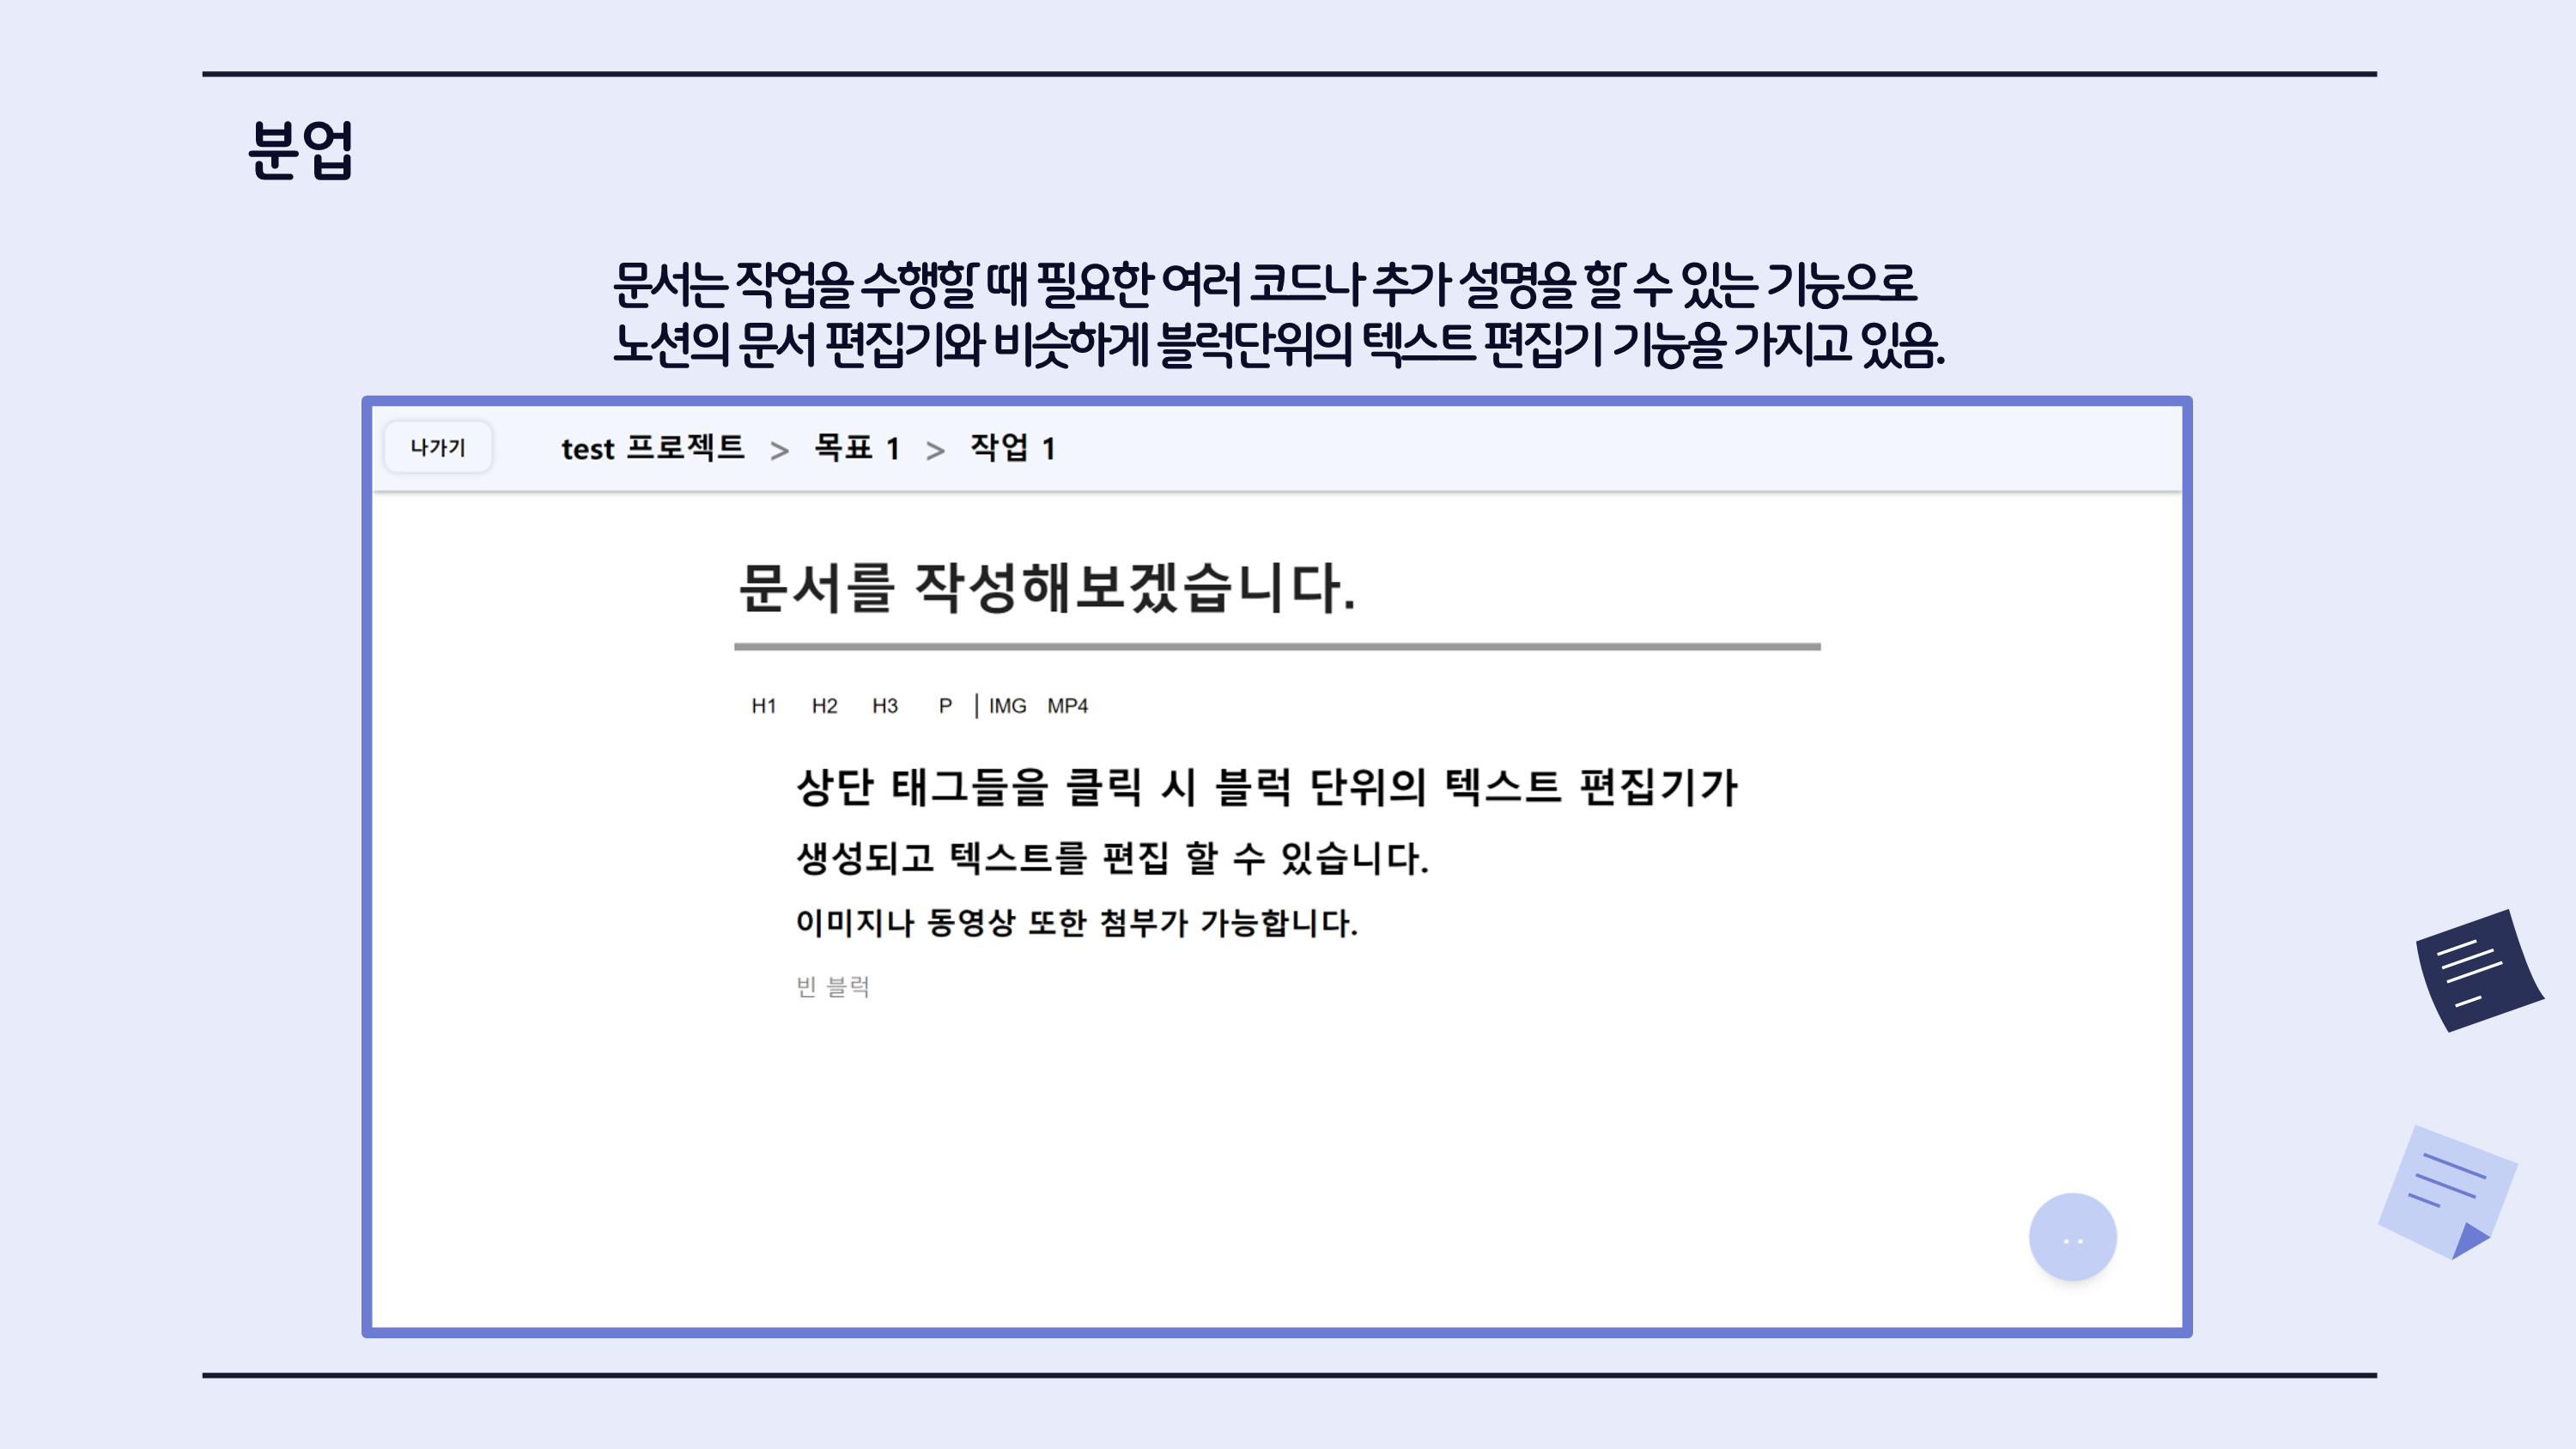 분업
문서는 작업을 수행할 때 필요한 여러 코드나 추가 설명을 할 수 있는 기능으로
노션의 문서 편집기와 비슷하게 블럭단위의 텍스트 편집기 기능을 가지고 있음.
나가기 test 프로젝트 > 목표 1 > 작업 1
문서를 작성해보겠습니다.
H1 H2 H3 P | IMG MP4
상단 태그들을 클릭 시 블럭 단위의 텍스트 편집기가
생성되고 텍스트를 편집 할 수 있습니다.
이미지나 동영상 또한 첨부가 가능합니다.
빈 블럭
..